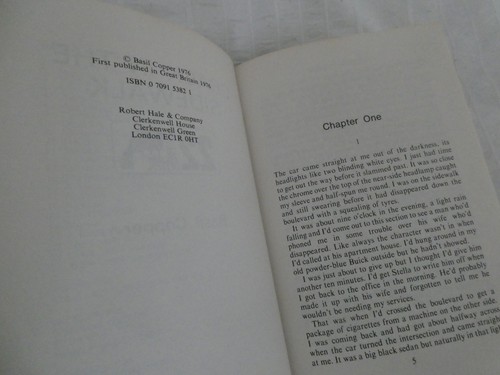 © Basil Copper 1976
First published in Great Britain 1976
ISBN 0 7091 5382 1
Robert Hale & Company
Clerkenwell House
Clerkenwell Green
London EC1R 0HT
Chapter One
1
The car came straight at me out of the darkness, its
headlights like two blinding white eyes. I just had time
to get out the way before it slammed past. It was so close
the chrome over the top of the near-side headlamp caught
my sleeve and half-spun me round. I was on the sidewalk
and still swearing before it had disappeared down the
boulevard with a squealing of tyres.
It was about nine o'clock in the evening, a light rain
falling and I'd come out to this section to see a man who'd
phoned me in some trouble over his wife who'd
disappeared. Like always the character wasn't in when
I'd called at his apartment house. I'd hung around in my
old powder-blue Buick outside but he hadn't showed.
I was just about to give up but I thought I'd give him
another ten minutes. I'd get Stella to write him off when
I got back to the office in the morning. He'd probably
made it up with his wife and forgotten to tell me he
wouldn't be needing my services.
That was when I'd crossed the boulevard to get a
package of cigarettes from a machine on the other side.
I was coming back and had got about halfway across
when the car turned the intersection and came straight
at me. It was a big black sedan but naturally in that light
5